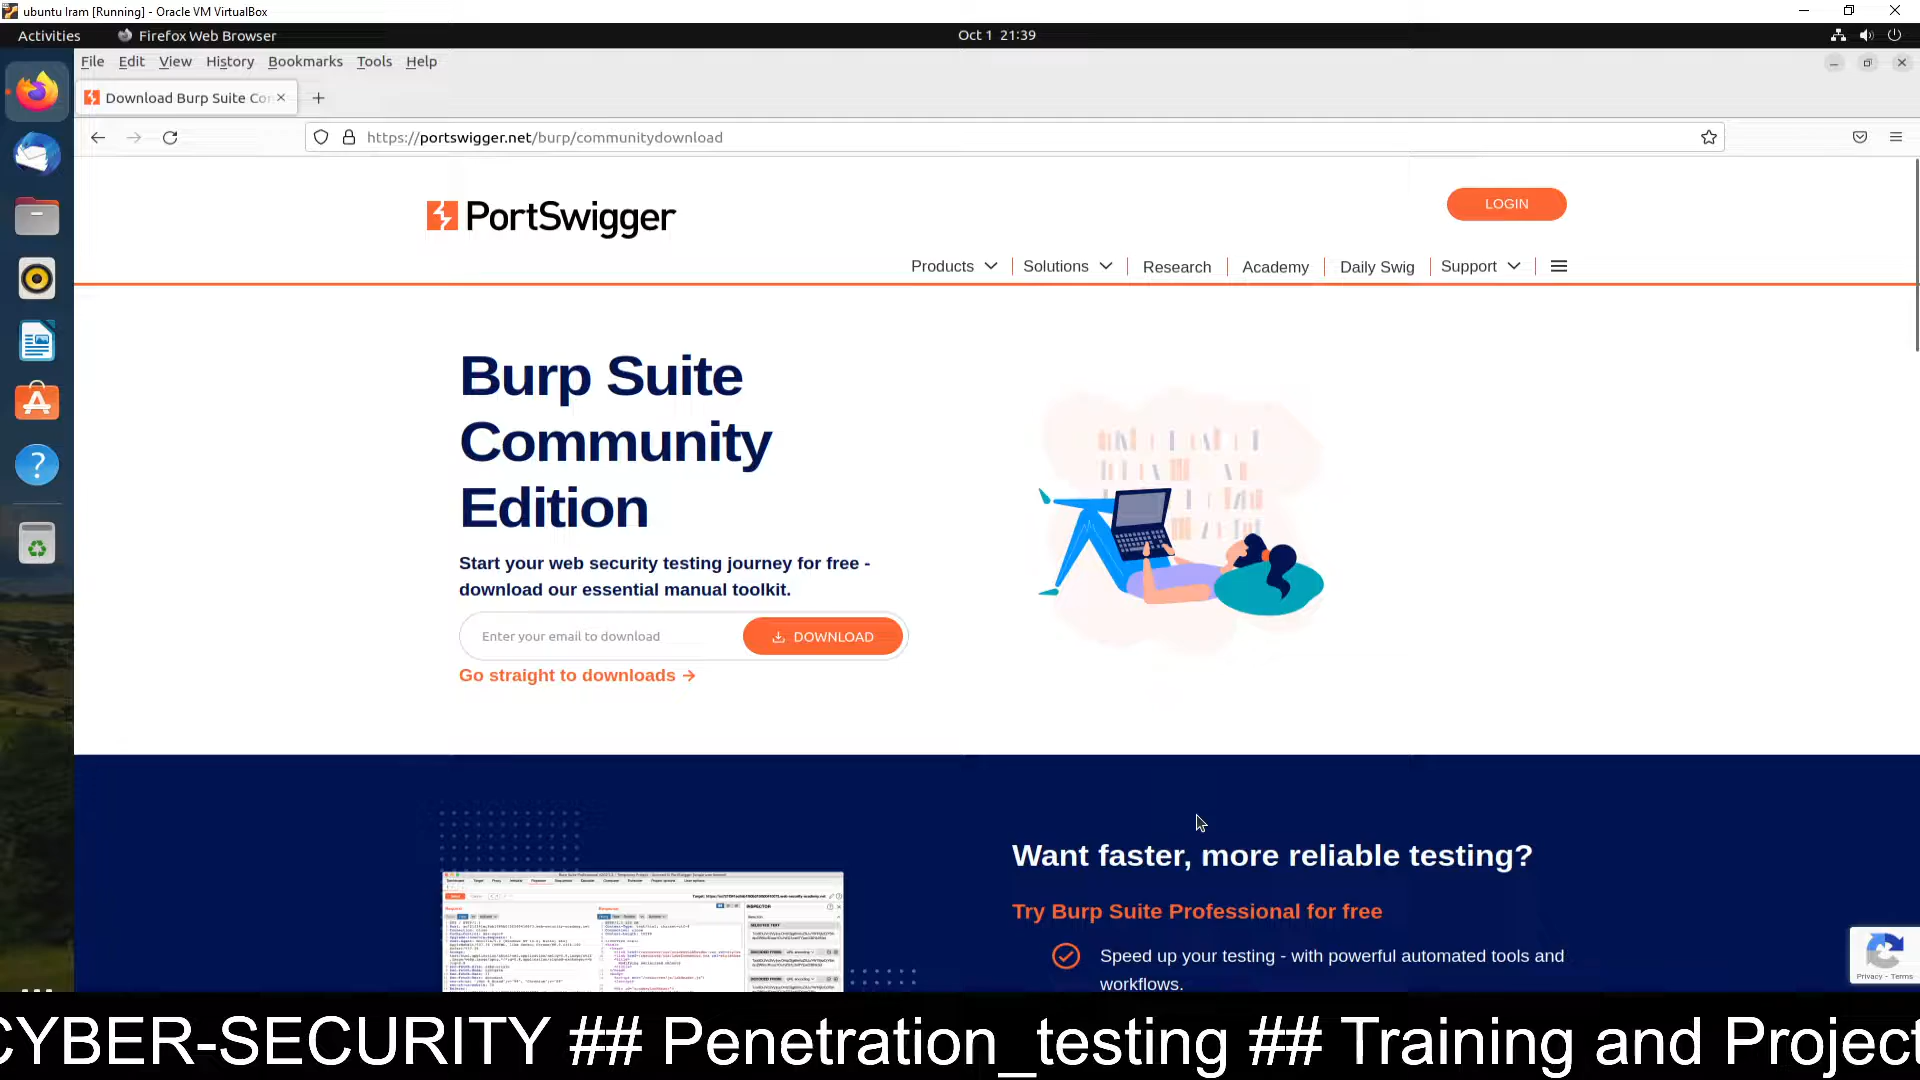 ubuntu Iram [Running] - Oracle VM VirtualBox
Activities
Firefox Web Browser
Oct 1 21:39
File Edit View History Bookmarks Tools Help
Download Burp Suite Co
https://portswigger.net/burp/communitydownload
PortSwigger
LOGIN
Products
Solutions
Research
Academy
Daily Swig
Support
Burp Suite
Community
Edition
Start your web security testing journey for free -
download our essential manual toolkit.
Enter your email to download
DOWNLOAD
Go straight to downloads →
Want faster, more reliable testing?
Try Burp Suite Professional for free
Speed up your testing - with powerful automated tools and
workflows.
Privacy - Terms
CYBER-SECURITY ## Penetration_testing ## Training and Project